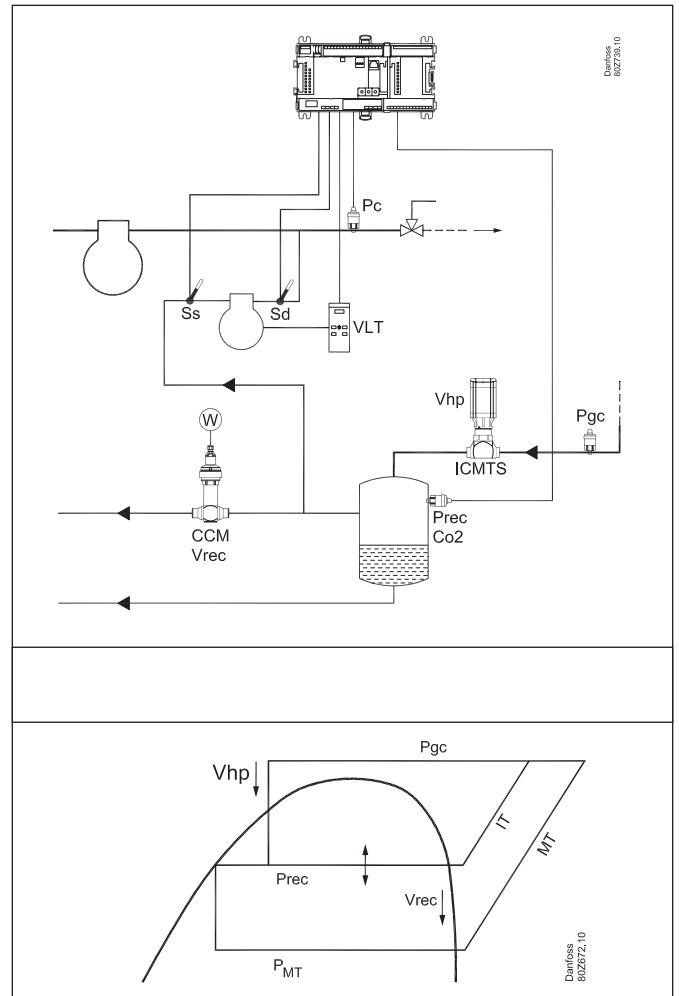 Danfoss
80Z739.10
Pc
Ss
Sd
VLT
Vhp
Pgc
W
ICMTS
Prec
Co2
CCM
Vrec
Pgc
Vhp
IT
MT
Prec
Vrec
PMT
Danfoss
80Z672,10